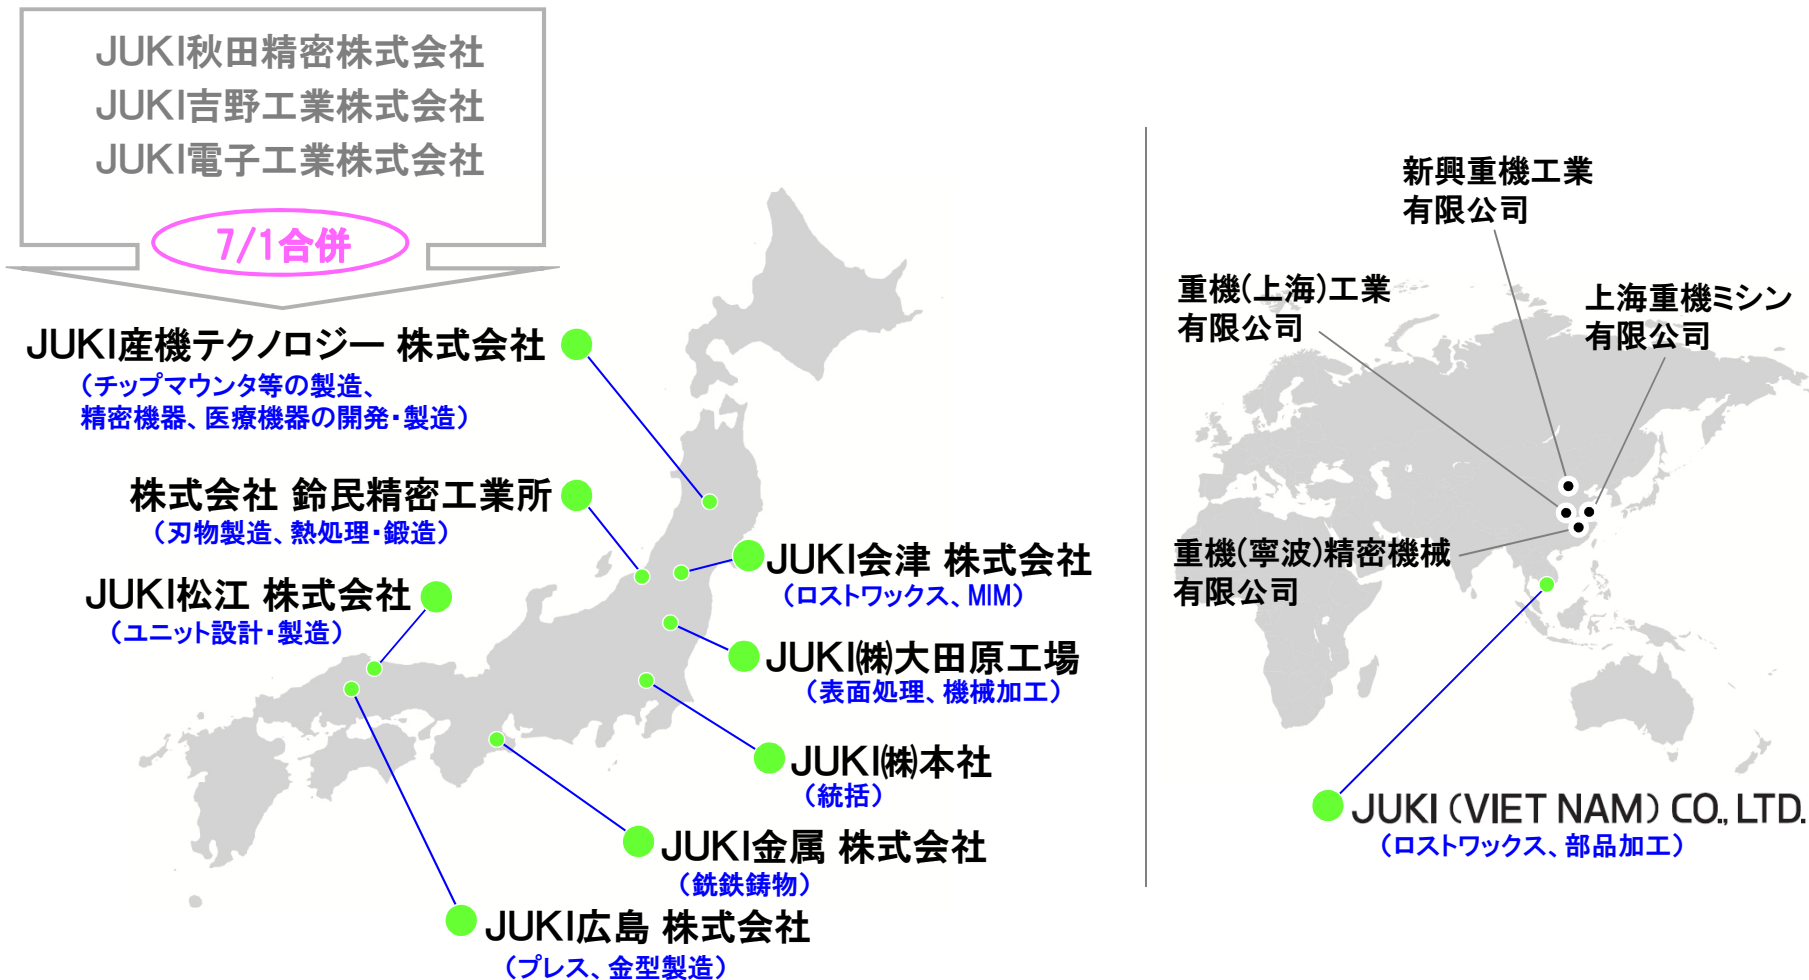 JUKI秋田精密株式会社
JUKI吉野工業株式会社
JUKI電子工業株式会社
7/1合併
JUKI産機テクノロジー 株式会社
（チップマウンタ等の製造、
精密機器、医療機器の開発・製造）
株式会社 鈴民精密工業所
（刃物製造、熱処理・鍛造）
JUKI松江 株式会社
（ユニット設計・製造）
JUKI会津 株式会社
（ロストワックス、MIM）
JUKI㈱大田原工場
（表面処理、機械加工）
JUKI㈱本社
（統括）
JUKI金属 株式会社
（銑鉄鋳物）
JUKI広島 株式会社
（プレス、金型製造）
新興重機工業
有限公司
重機(上海)工業
有限公司
上海重機ミシン
有限公司
重機(寧波)精密機械
有限公司
JUKI (VIET NAM) CO., LTD.
（ロストワックス、部品加工）